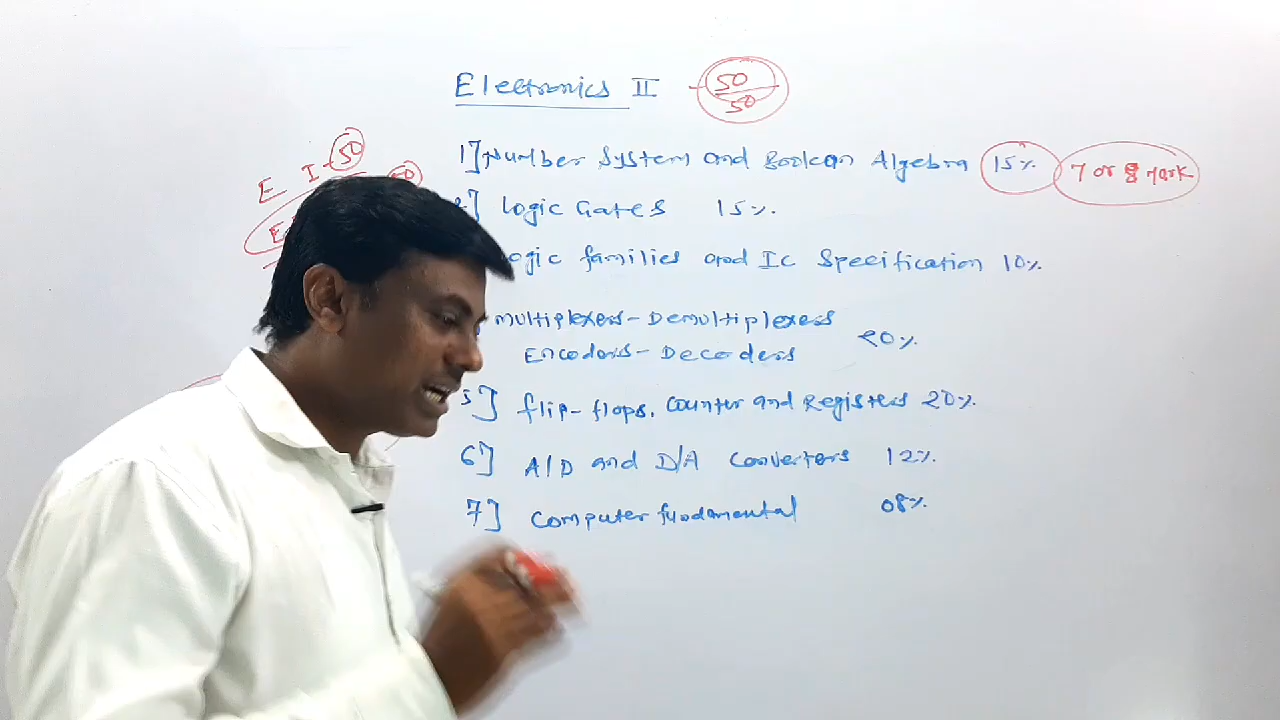 Electronics II - 50/50
1] Number System and Boolean Algebra 15% 7 or 8 mark
E I - 50
50
E
] Logic Gates 15%.
ogic families and Ic Specification 10%.
multiplexers - Demultiplexers
Encoders - Decoders 20%.
5] flip-flops, Counter and Registers 20%.
6] A/D and D/A Converters 12%.
7] Computer fundamental 08%.